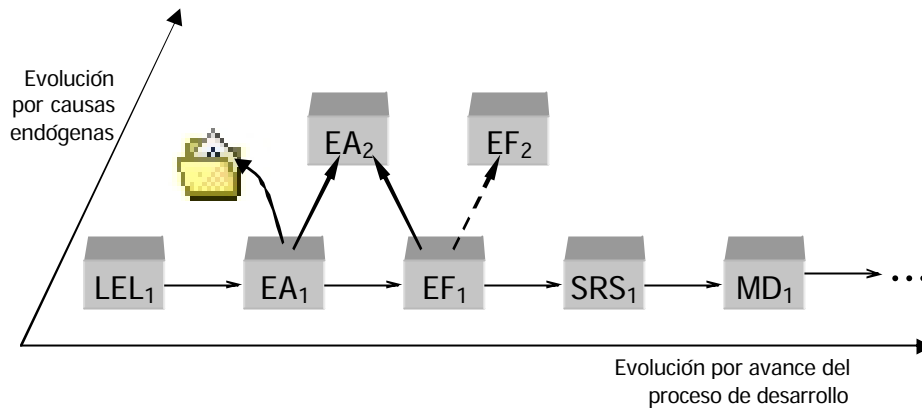 Evolución
por causas
endógenas
EA₂
EF₂
LEL₁
EA₁
EF₁
SRS₁
MD₁
...
Evolución por avance del
proceso de desarrollo